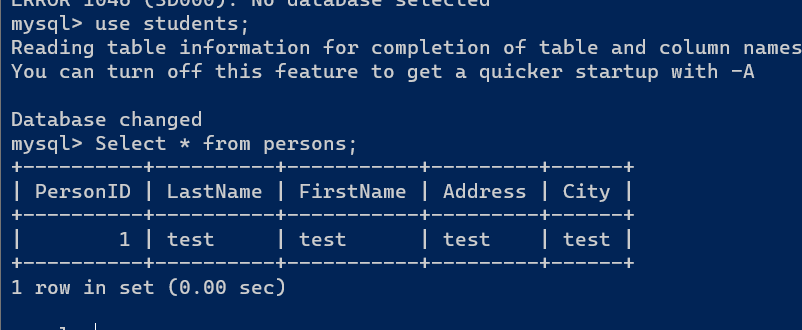 ERROR 1046 (3D000): No database selected
mysql> use students;
Reading table information for completion of table and column names
You can turn off this feature to get a quicker startup with -A

Database changed
mysql> Select * from persons;
+----------+----------+-----------+---------+------+
| PersonID | LastName | FirstName | Address | City |
+----------+----------+-----------+---------+------+
|        1 | test     | test      | test    | test |
+----------+----------+-----------+---------+------+
1 row in set (0.00 sec)